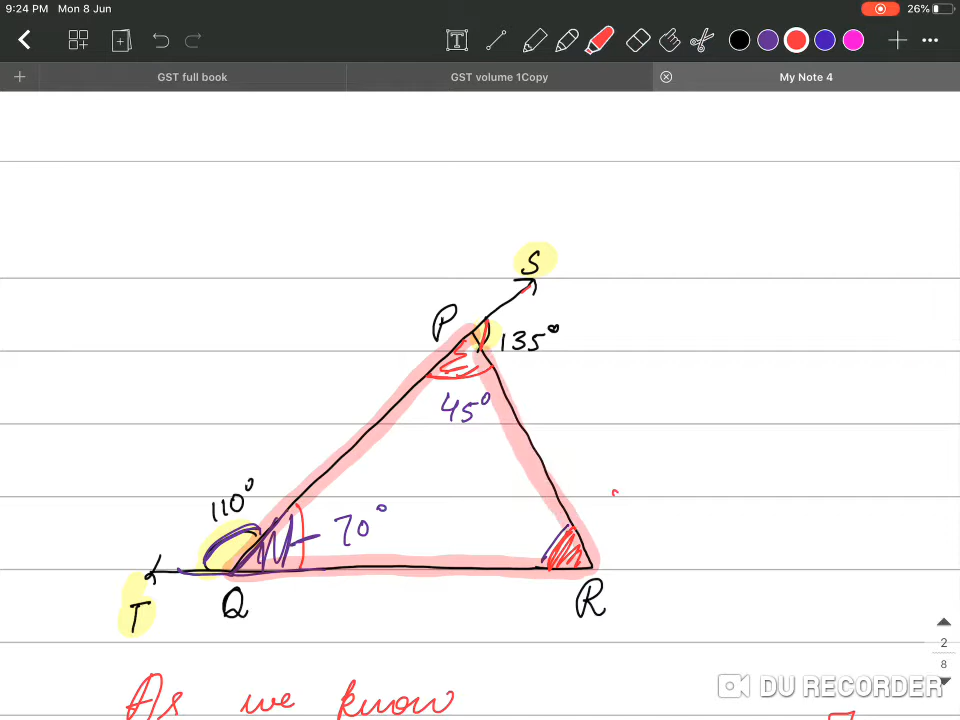 9:24 PM Mon 8 Jun
26%
GST full book
GST volume 1Copy
My Note 4
S
P
135°
45°
110°
70°
T
Q
R
2
8
As we know
DU RECORDER